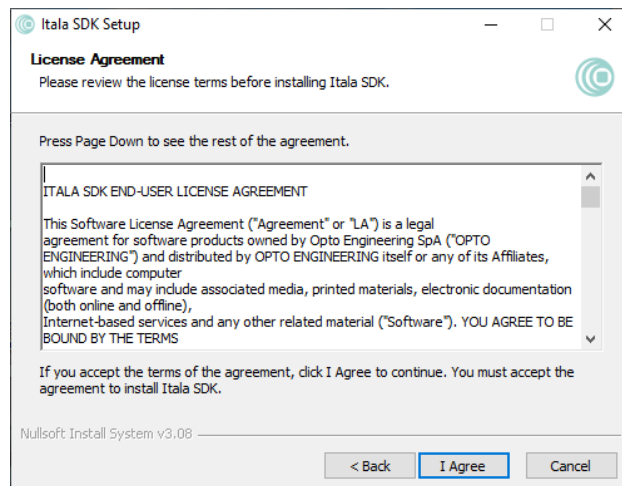 Itala SDK Setup
License Agreement
Please review the license terms before installing Itala SDK.
Press Page Down to see the rest of the agreement.
ITALA SDK END-USER LICENSE AGREEMENT
This Software License Agreement ("Agreement" or "LA") is a legal
agreement for software products owned by Opto Engineering SpA ("OPTO
ENGINEERING") and distributed by OPTO ENGINEERING itself or any of its Affiliates,
which include computer
software and may include associated media, printed materials, electronic documentation
(both online and offline),
Internet-based services and any other related material ("Software"). YOU AGREE TO BE
BOUND BY THE TERMS
If you accept the terms of the agreement, click I Agree to continue. You must accept the
agreement to install Itala SDK.
Nullsoft Install System v3.08
< Back
I Agree
Cancel